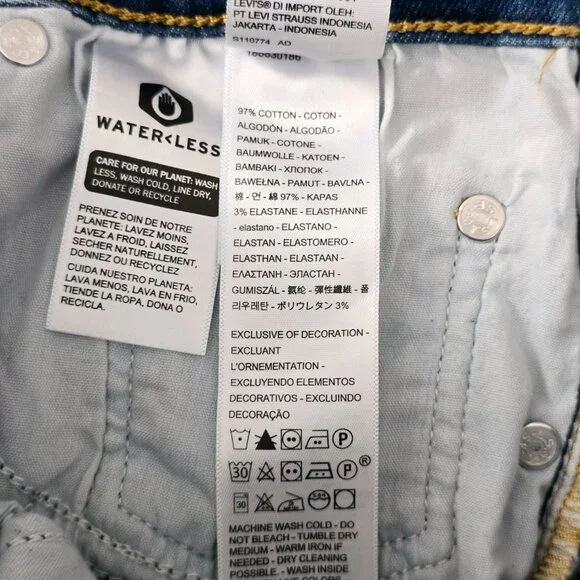 LEVI'S® DI IMPORT OLEH
PT LEVI STRAUSS INDONESIA
JAKARTA - INDONESIA
S110774 AD
WATER<LESS
CARE FOR OUR PLANET: WASH
LESS, WASH COLD, LINE DRY,
DONATE OR RECYCLE
PRENEZ SOIN DE NOTRE
PLANETE: LAVEZ MOINS,
LAVEZ A FROID, LAISSEZ
SECHER NATURELLEMENT,
DONNEZ OU RECYCLEZ
CUIDA NUESTRO PLANETA:
LAVA MENOS, LAVA EN FRIO,
TIENDE LA ROPA, DONA O
RECICLA.
97% COTTON - COTON -
ALGODÓN - ALGODÃO -
PAMUK - COTONE -
BAUMWOLLE - KATOEN -
BAMBAKI - ХЛОПОК -
BAWEŁNA - PAMUT - BAVLNA -
棉 - 면 - 綿 97% - KAPAS
3% ELASTANE - ELASTHANNE
- elastano - ELASTANO -
ELASTAN - ELASTOMERO -
ELASTHAN - ELASTAAN -
ΕΛΑΣΤΑΝΗ - ЭЛАСТАН -
GUMISZÁL - 氨纶 - 彈性纖維 - 폴
리우레탄 - ポリウレタン 3%
EXCLUSIVE OF DECORATION -
EXCLUANT
L'ORNEMENTATION -
EXCLUYENDO ELEMENTOS
DECORATIVOS - EXCLUINDO
DECORAÇÃO
P
30 P ®
30
MACHINE WASH COLD - DO
NOT BLEACH - TUMBLE DRY
MEDIUM - WARM IRON IF
NEEDED - DRY CLEANING
POSSIBLE. - WASH INSIDE